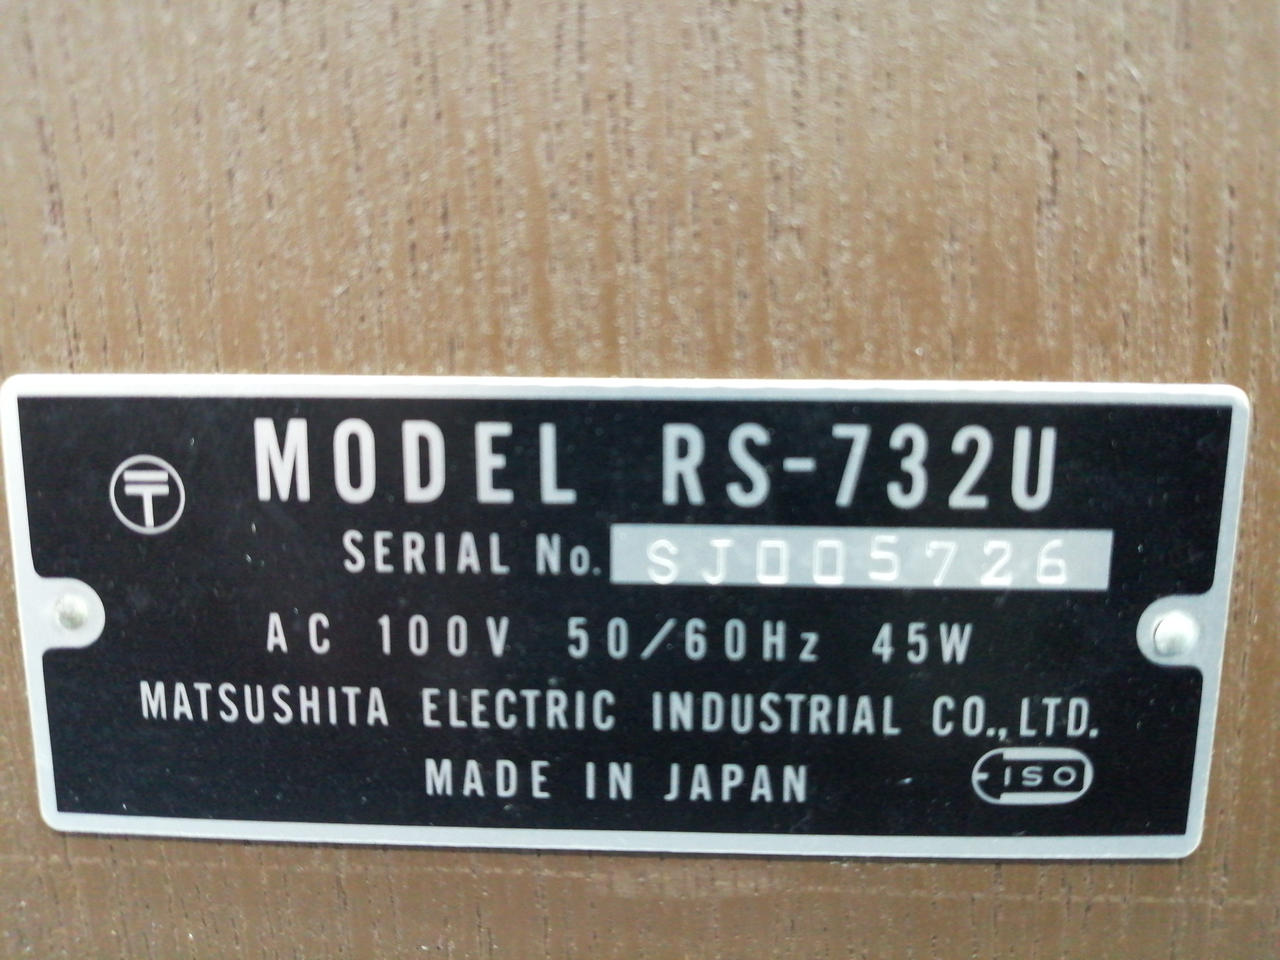 MODEL RS-732U
SERIAL No. SJ005726
AC 100V 50/60Hz 45W
MATSUSHITA ELECTRIC INDUSTRIAL CO., LTD.
MADE IN JAPAN
ISO